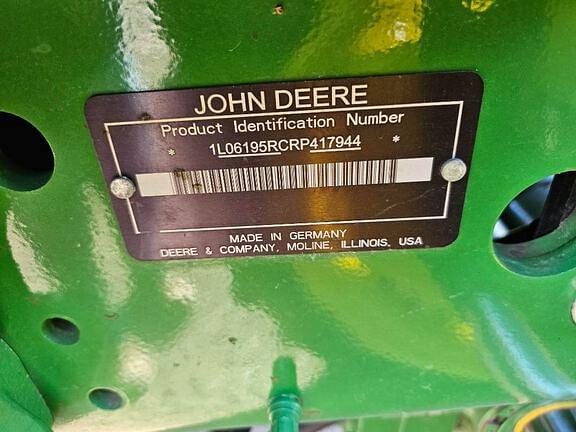 JOHN DEERE
Product Identification Number
* 1L06195RCRP417944 *
MADE IN GERMANY
DEERE & COMPANY, MOLINE, ILLINOIS, USA